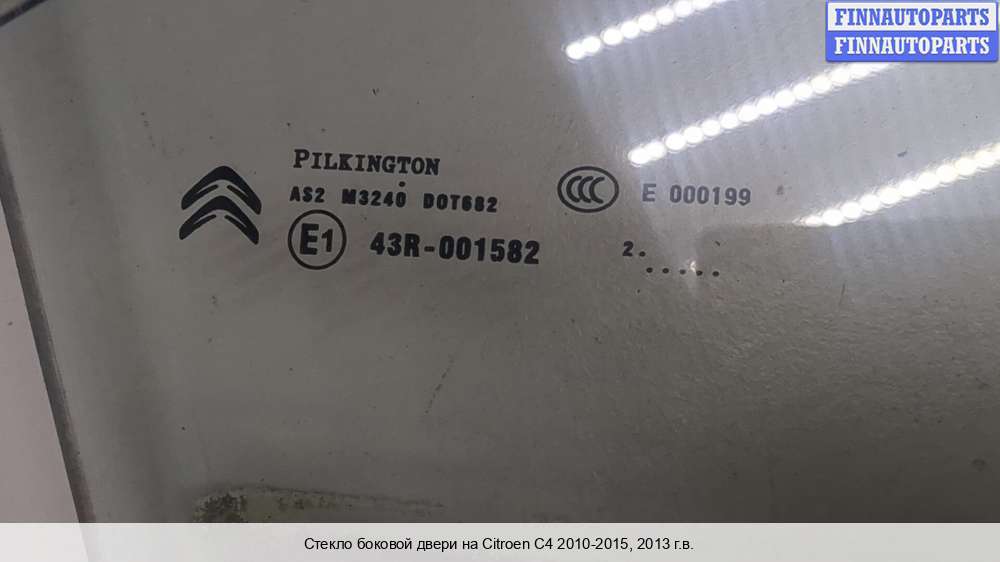 FINNAUTOPARTS
FINNAUTOPARTS
PILKINGTON
AS2 M3240 DOT682
E1 43R-001582
CCC E 000199
2.
.....
Стекло боковой двери на Citroen C4 2010-2015, 2013 г.в.